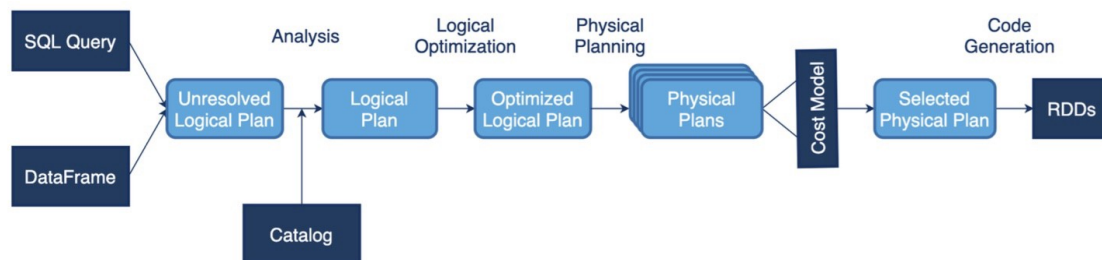 SQL Query
DataFrame
Unresolved
Logical Plan
Analysis
Catalog
Logical
Plan
Logical
Optimization
Optimized
Logical Plan
Physical
Planning
Physical
Plans
Cost Model
Selected
Physical Plan
Code
Generation
RDDs